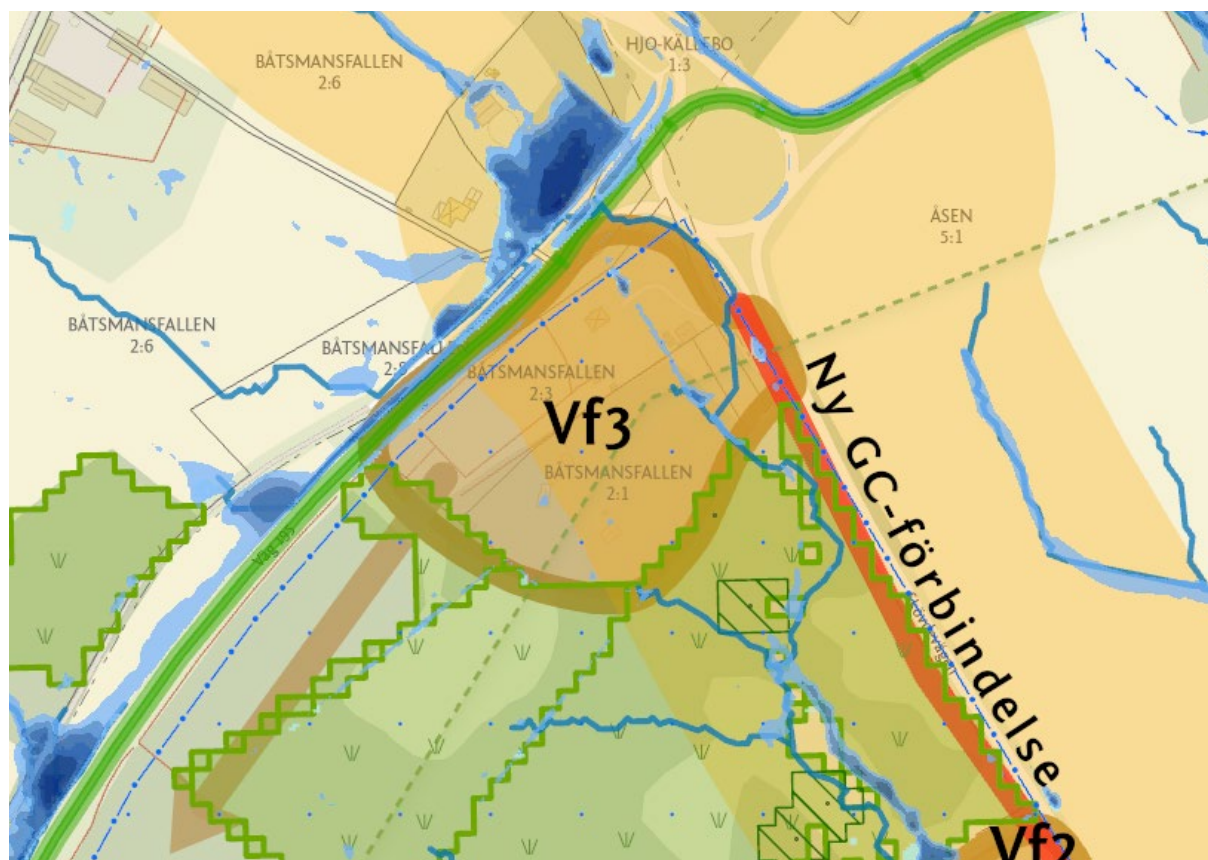 BÅTSMANSFALLEN
2:6
HJO-KÄLLEBO
1:3
ÅSEN
5:1
BÅTSMANSFALLEN
2:6
BÅTSMANSFALLE
BÅTSMANSFALLEN
2:3
Vf3
BÅTSMANSFALLEN
2:1
Ny GC-förbindelse
Vf2